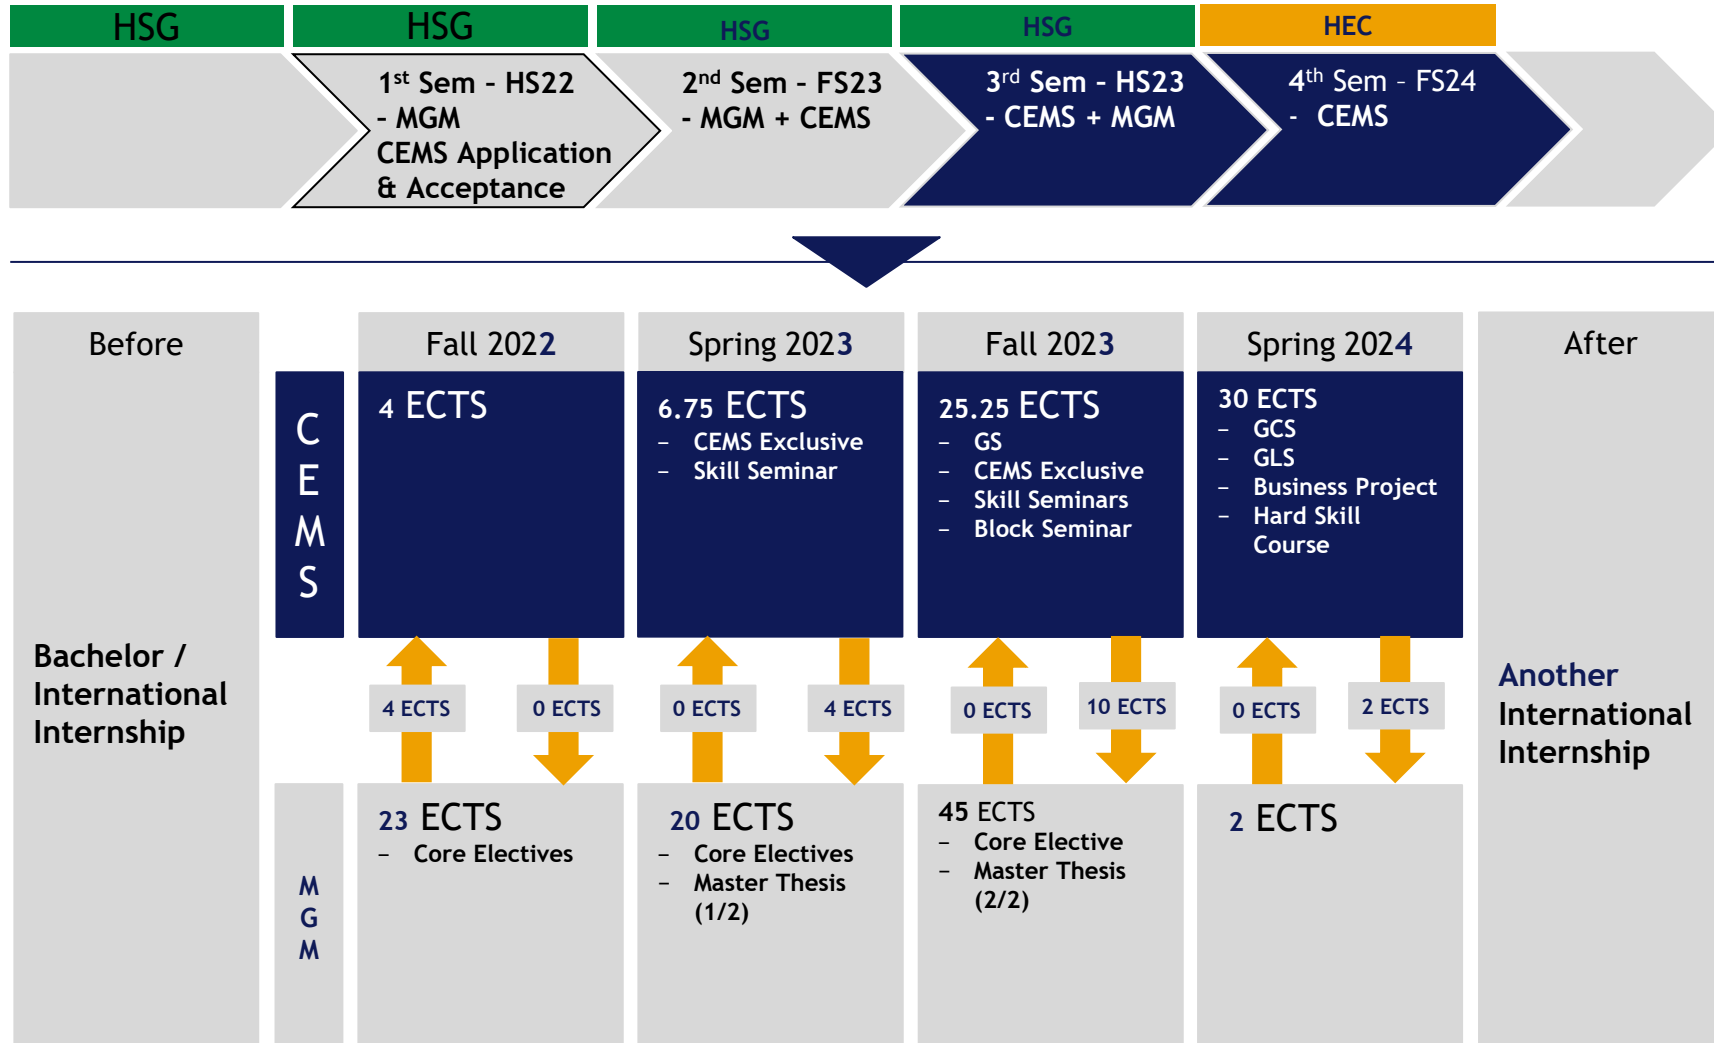 HSG
HSG
HSG
HSG
HEC
1st Sem – HS22
- MGM
CEMS Application
& Acceptance
2nd Sem – FS23
- MGM + CEMS
3rd Sem – HS23
- CEMS + MGM
4th Sem – FS24
- CEMS
Before
Bachelor /
International
Internship
C
E
M
S
M
G
M
Fall 2022
4 ECTS
4 ECTS
0 ECTS
23 ECTS
– Core Electives
Spring 2023
6.75 ECTS
– CEMS Exclusive
– Skill Seminar
0 ECTS
4 ECTS
20 ECTS
– Core Electives
– Master Thesis
(1/2)
Fall 2023
25.25 ECTS
– GS
– CEMS Exclusive
– Skill Seminars
– Block Seminar
0 ECTS
10 ECTS
45 ECTS
– Core Elective
– Master Thesis
(2/2)
Spring 2024
30 ECTS
– GCS
– GLS
– Business Project
– Hard Skill
Course
0 ECTS
2 ECTS
2 ECTS
After
Another
International
Internship